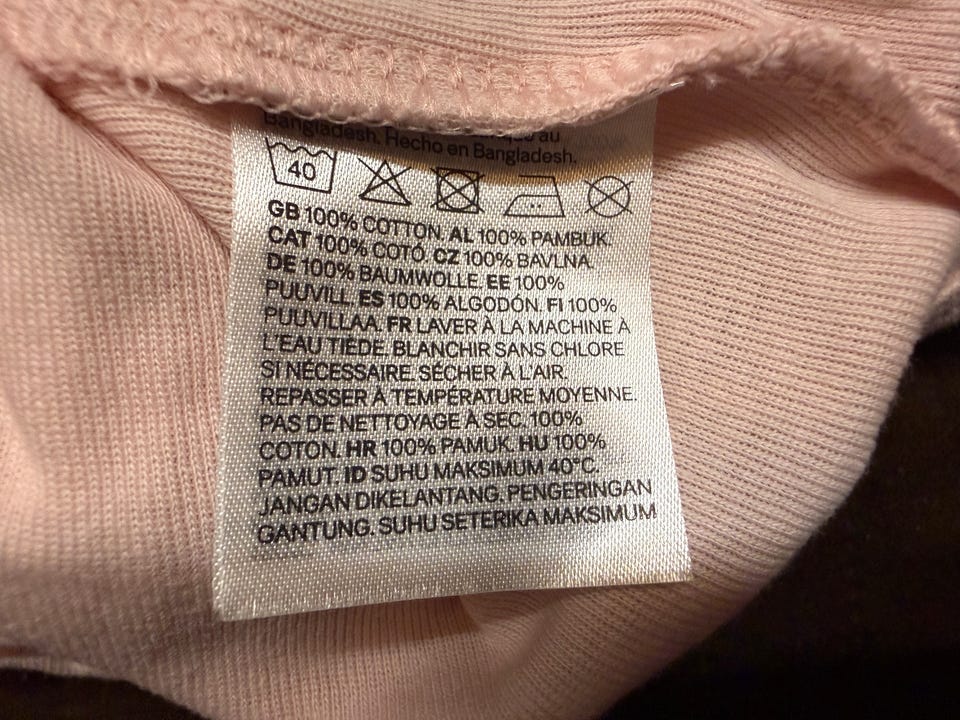 Bangladesh. au
Hecho en Bangladesh.
40
GB 100% COTTON. AL 100% PAMBUK.
CAT 100% COTÓ. CZ 100% BAVLNA.
DE 100% BAUMWOLLE. EE 100%
PUUVILL. ES 100% ALGODÓN. FI 100%
PUUVILLAA. FR LAVER À LA MACHINE À
L'EAU TIÈDE. BLANCHIR SANS CHLORE
SI NÉCESSAIRE. SÉCHER À L'AIR.
REPASSER À TEMPÉRATURE MOYENNE.
PAS DE NETTOYAGE À SEC. 100%
COTON. HR 100% PAMUK. HU 100%
PAMUT. ID SUHU MAKSIMUM 40°C.
JANGAN DIKELANTANG. PENGERINGAN
GANTUNG. SUHU SETERIKA MAKSIMUM